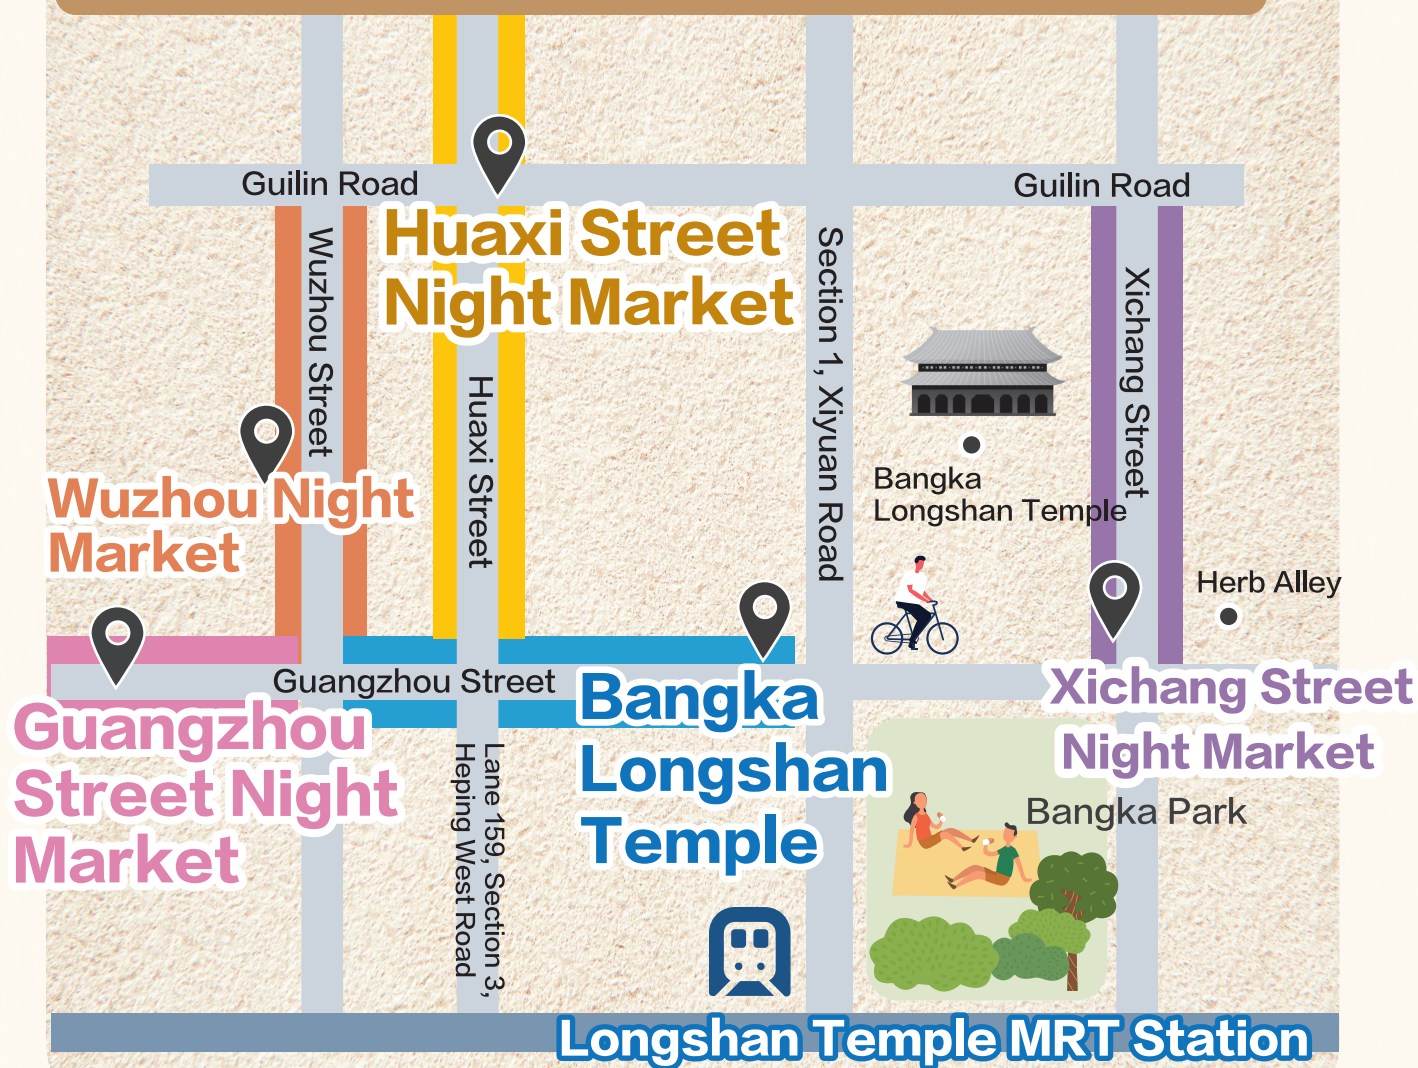 Guilin Road
Guilin Road
Huaxi Street
Night Market
Wuzhou Street
Section 1, Xiyuan Road
Xichang Street
Huaxi Street
Bangka
Longshan Temple
Wuzhou Night
Market
Herb Alley
Guangzhou Street
Bangka
Longshan
Temple
Xichang Street
Night Market
Guangzhou
Street Night
Market
Lane 159, Section 3,
Heping West Road
Bangka Park
Longshan Temple MRT Station